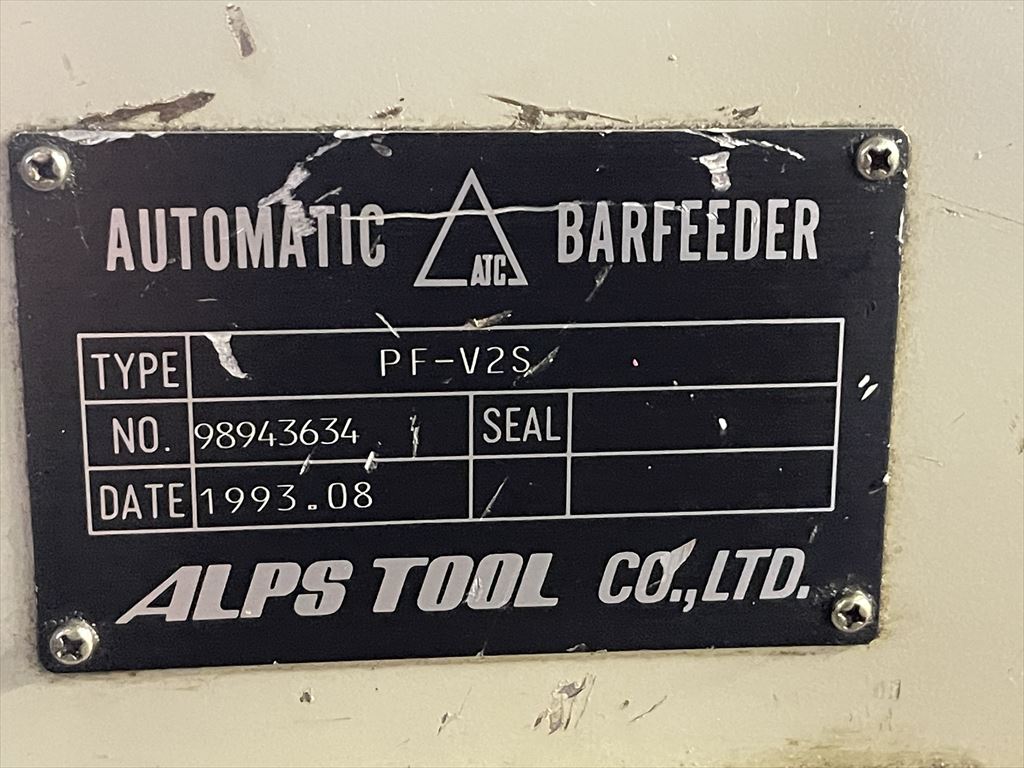 AUTOMATIC ATC BARFEEDER
TYPE PF-V2S
NO. 98943634 SEAL
DATE 1993.08
ALPS TOOL CO.,LTD.